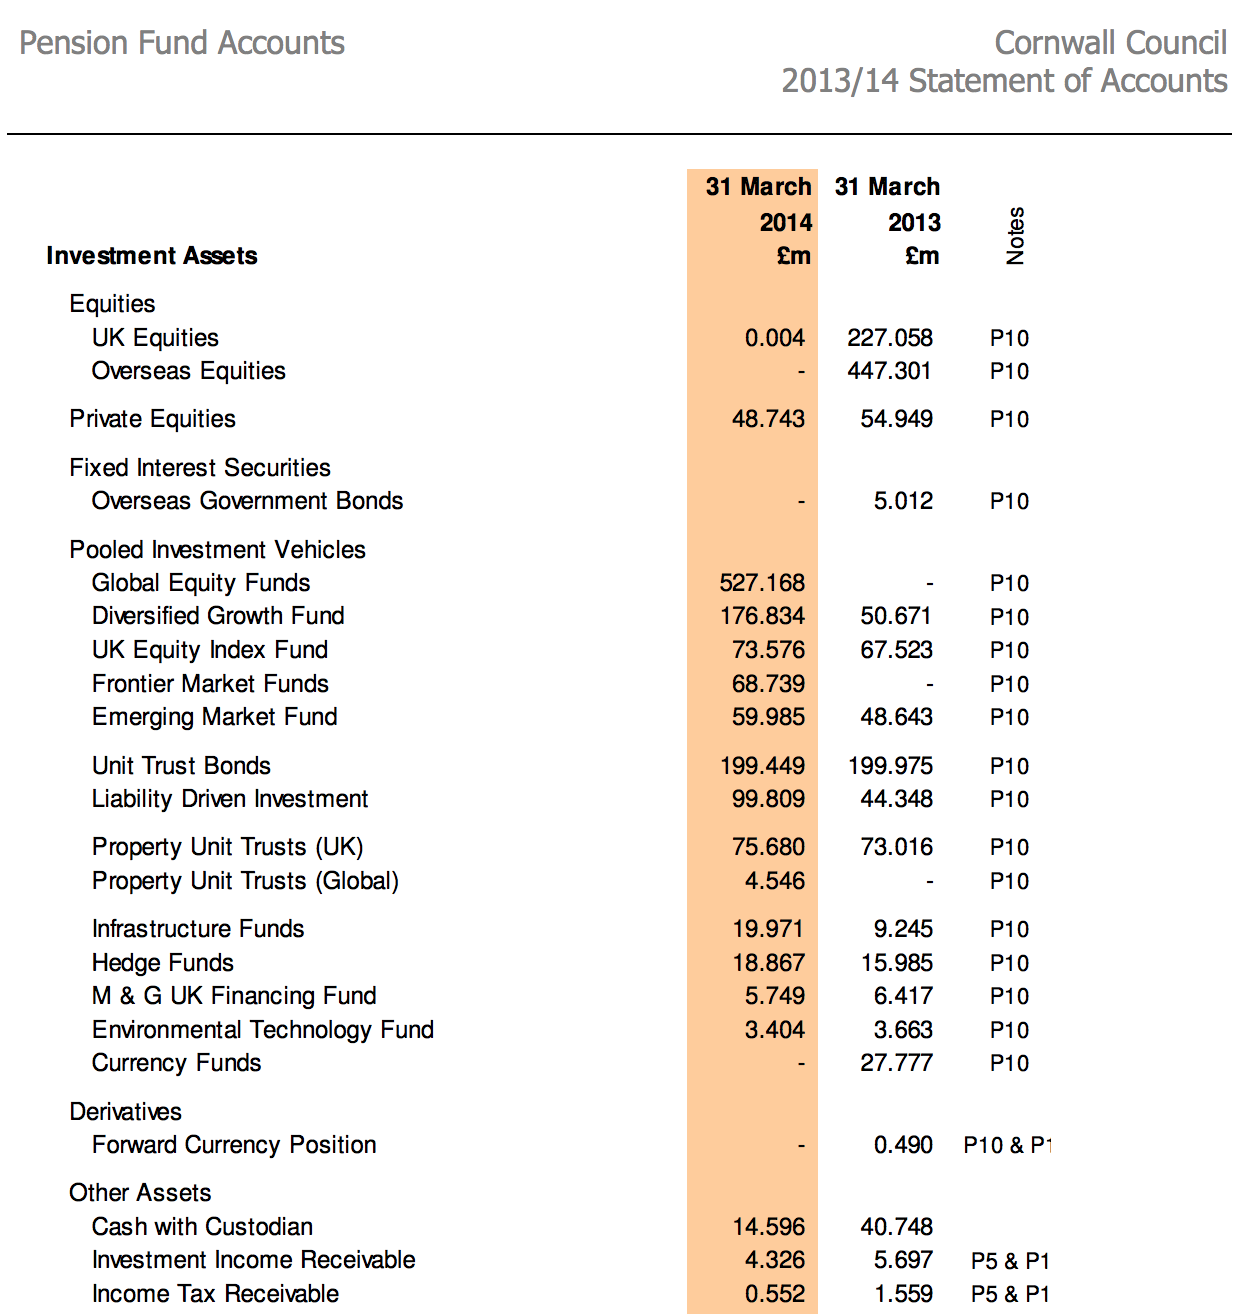 Pension Fund Accounts Cornwall Council
2013/14 Statement of Accounts
31 March 31 March
2014 2013 Notes
Investment Assets £m £m
Equities
UK Equities 0.004 227.058 P10
Overseas Equities - 447.301 P10
Private Equities 48.743 54.949 P10
Fixed Interest Securities
Overseas Government Bonds - 5.012 P10
Pooled Investment Vehicles
Global Equity Funds 527.168 - P10
Diversified Growth Fund 176.834 50.671 P10
UK Equity Index Fund 73.576 67.523 P10
Frontier Market Funds 68.739 - P10
Emerging Market Fund 59.985 48.643 P10
Unit Trust Bonds 199.449 199.975 P10
Liability Driven Investment 99.809 44.348 P10
Property Unit Trusts (UK) 75.680 73.016 P10
Property Unit Trusts (Global) 4.546 - P10
Infrastructure Funds 19.971 9.245 P10
Hedge Funds 18.867 15.985 P10
M & G UK Financing Fund 5.749 6.417 P10
Environmental Technology Fund 3.404 3.663 P10
Currency Funds - 27.777 P10
Derivatives
Forward Currency Position - 0.490 P10 & P1
Other Assets
Cash with Custodian 14.596 40.748
Investment Income Receivable 4.326 5.697 P5 & P1
Income Tax Receivable 0.552 1.559 P5 & P1